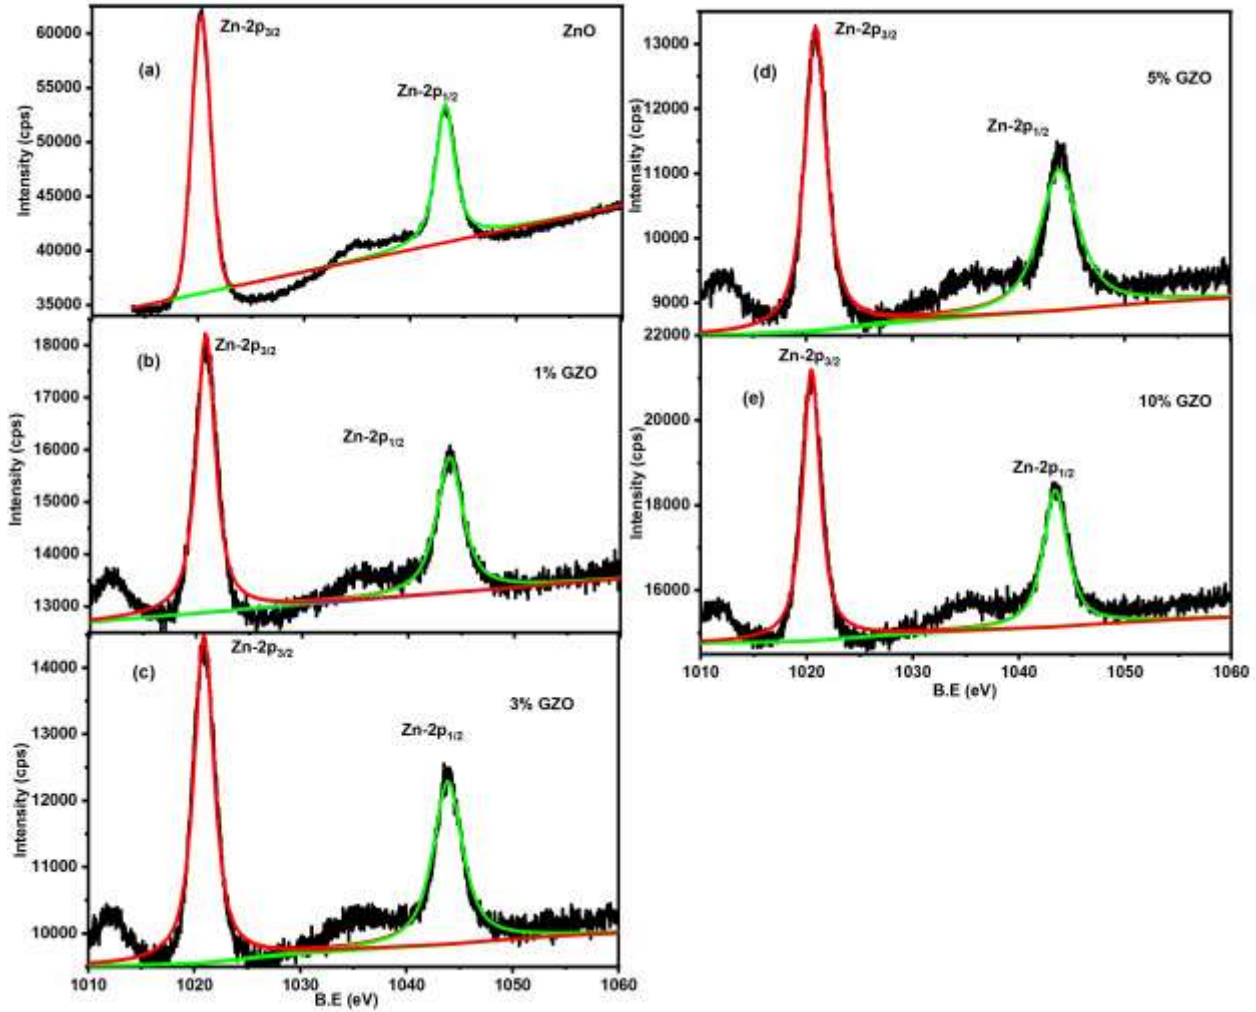 Zn-2p3/2
ZnO
(a)
Zn-2p1/2
60000
55000
50000
45000
40000
35000
Intensity (cps)
(b)
Zn-2p3/2
1% GZO
Zn-2p1/2
18000
17000
16000
15000
14000
13000
Intensity (cps)
(c)
Zn-2p3/2
3% GZO
Zn-2p1/2
14000
13000
12000
11000
10000
Intensity (cps)
1010 1020 1030 1040 1050 1060
B.E (eV)
Zn-2p3/2
(d)
5% GZO
Zn-2p1/2
13000
12000
11000
10000
9000
Intensity (cps)
22000
Zn-2p3/2
(e)
10% GZO
Zn-2p1/2
20000
18000
16000
Intensity (cps)
1010 1020 1030 1040 1050 1060
B.E (eV)